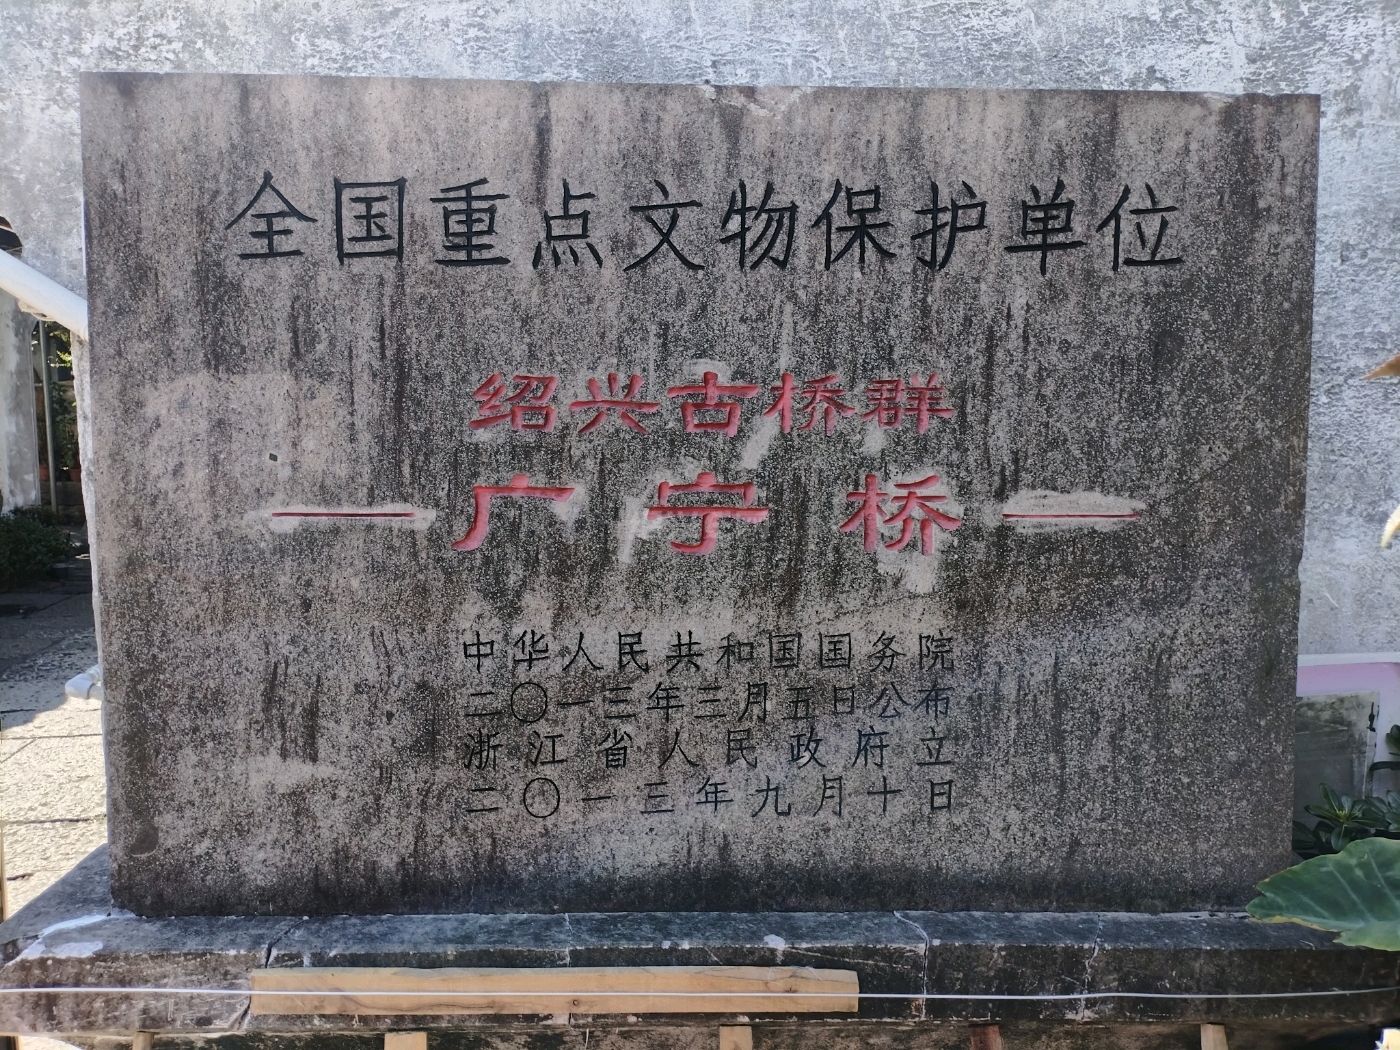 全国重点文物保护单位
绍兴古桥群
—广宁桥—
中华人民共和国国务院
二〇一三年三月五日公布
浙江省人民政府立
二〇一三年九月十日